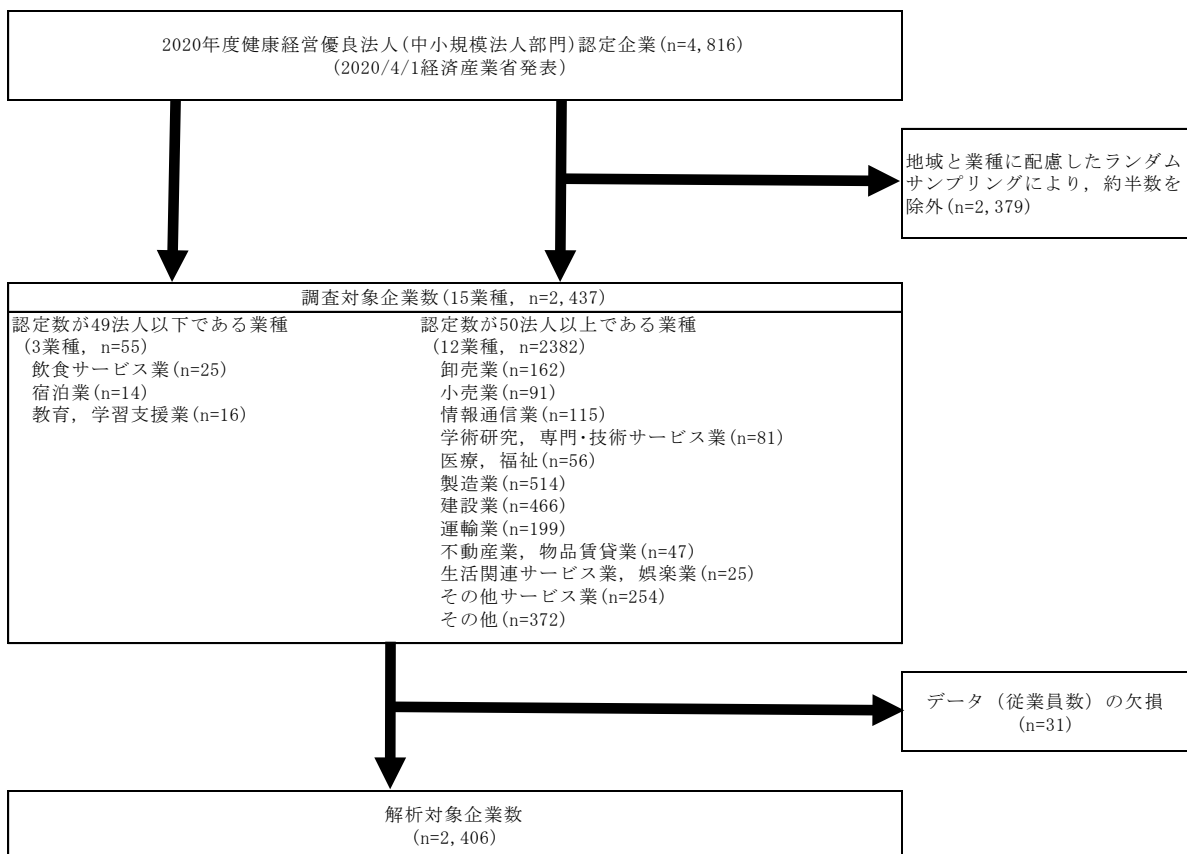 2020年度健康経営優良法人(中小規模法人部門)認定企業(n=4,816)
(2020/4/1経済産業省発表)
地域と業種に配慮したランダム
サンプリングにより, 約半数を
除外(n=2,379)
調査対象企業数(15業種, n=2,437)
認定数が49法人以下である業種
(3業種, n=55)
飲食サービス業(n=25)
宿泊業(n=14)
教育, 学習支援業(n=16)
認定数が50法人以上である業種
(12業種, n=2382)
卸売業(n=162)
小売業(n=91)
情報通信業(n=115)
学術研究, 専門・技術サービス業(n=81)
医療, 福祉(n=56)
製造業(n=514)
建設業(n=466)
運輸業(n=199)
不動産業, 物品賃貸業(n=47)
生活関連サービス業, 娯楽業(n=25)
その他サービス業(n=254)
その他(n=372)
データ（従業員数）の欠損
(n=31)
解析対象企業数
(n=2,406)